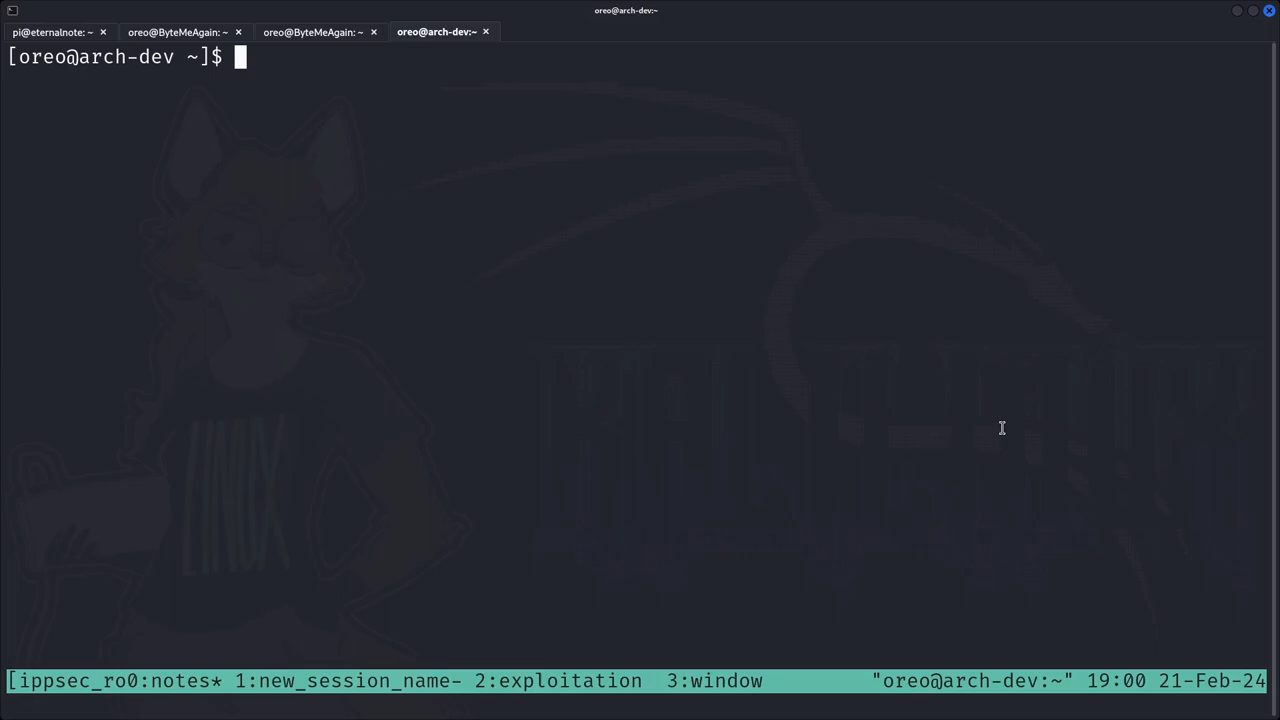 oreo@arch-dev:~
pi@eternalnote: ~ × oreo@ByteMeAgain: ~ × oreo@ByteMeAgain: ~ × oreo@arch-dev:~ ×
[oreo@arch-dev ~]$
LINUX
[ippsec_ro0:notes* 1:new_session_name- 2:exploitation 3:window "oreo@arch-dev:~" 19:00 21-Feb-24